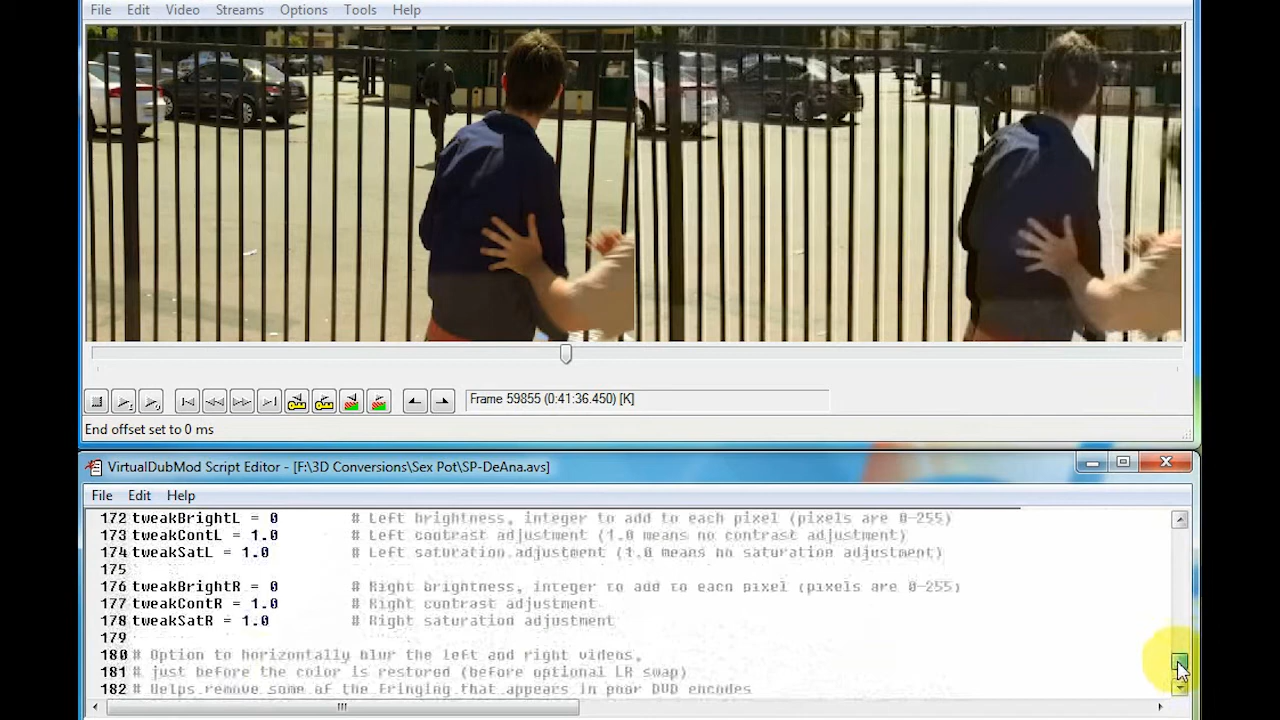 File Edit Video Streams Options Tools Help
Frame 59855 (0:41:36.450) [K]
End offset set to 0 ms
VirtualDubMod Script Editor - [F:\3D Conversions\Sex Pot\SP-DeAna.avs]
File Edit Help
172 tweakBrightL = 0 # Left brightness, integer to add to each pixel (pixels are 0-255)
173 tweakContL = 1.0 # Left contrast adjustment (1.0 means no contrast adjustment)
174 tweakSatL = 1.0 # Left saturation adjustment (1.0 means no saturation adjustment)
175
176 tweakBrightR = 0 # Right brightness, integer to add to each pixel (pixels are 0-255)
177 tweakContR = 1.0 # Right contrast adjustment
178 tweakSatR = 1.0 # Right saturation adjustment
179
180 # Option to horizontally blur the left and right videos,
181 # just before the color is restored (before optional LR swap)
182 # Helps remove some of the fringing that appears in poor DVD encodes